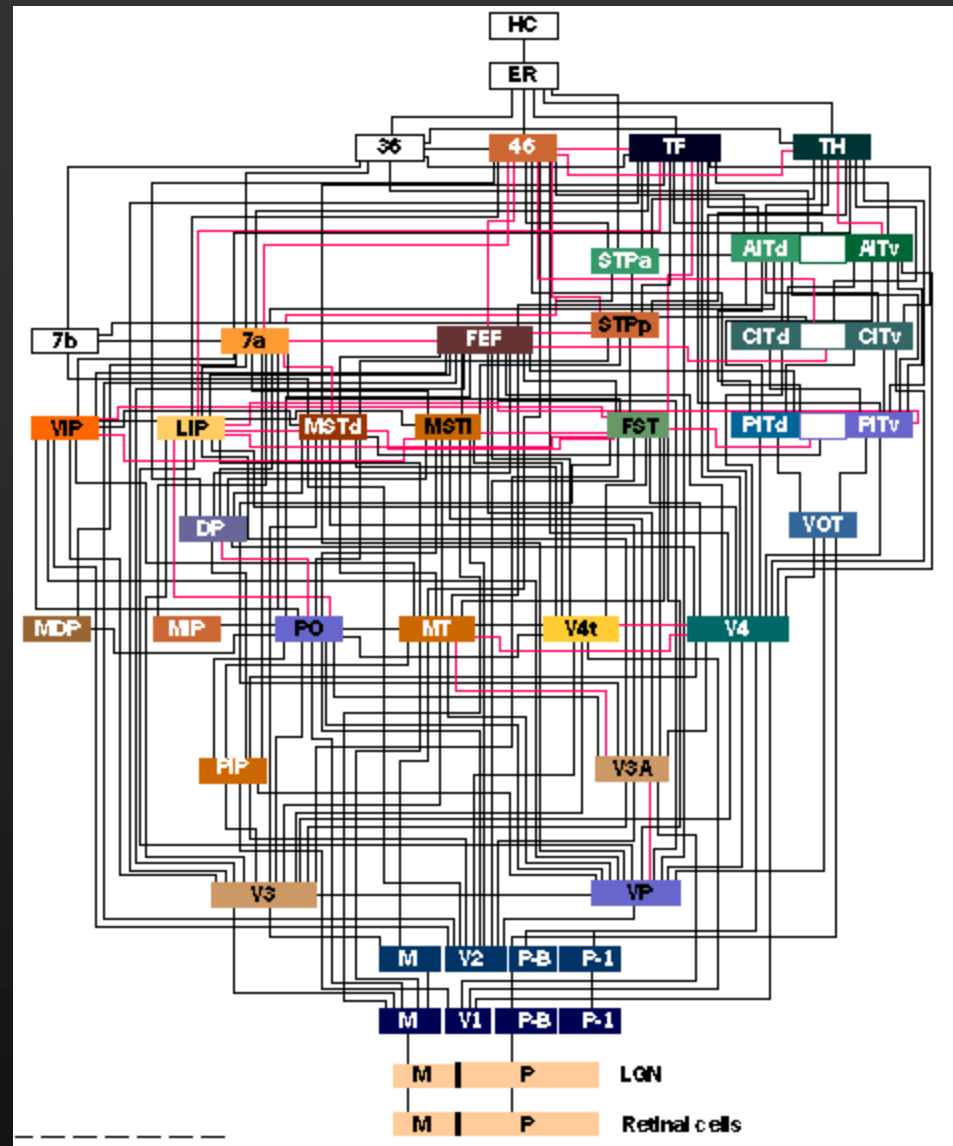 HC
ER
36 46 TF TH
STPa AITd AITv
7b 7a FEF STPp CITd CITv
VIP LIP MSTd MSTl FST PITd PITv
DP VOT
MDP MIP PO MT V4t V4
PIP V3A
V3 VP
M V2 P-B P-1
M V1 P-B P-1
M P LGN
M P Retinal cells